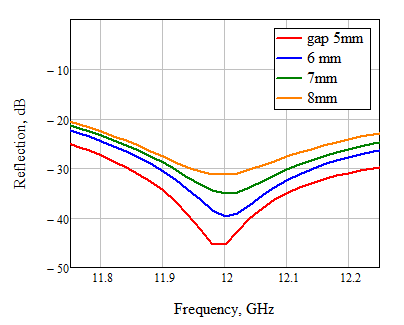 gap 5mm
6 mm
7mm
8mm
−10
−20
−30
−40
−50
Reflection, dB
11.8 11.9 12 12.1 12.2
Frequency, GHz